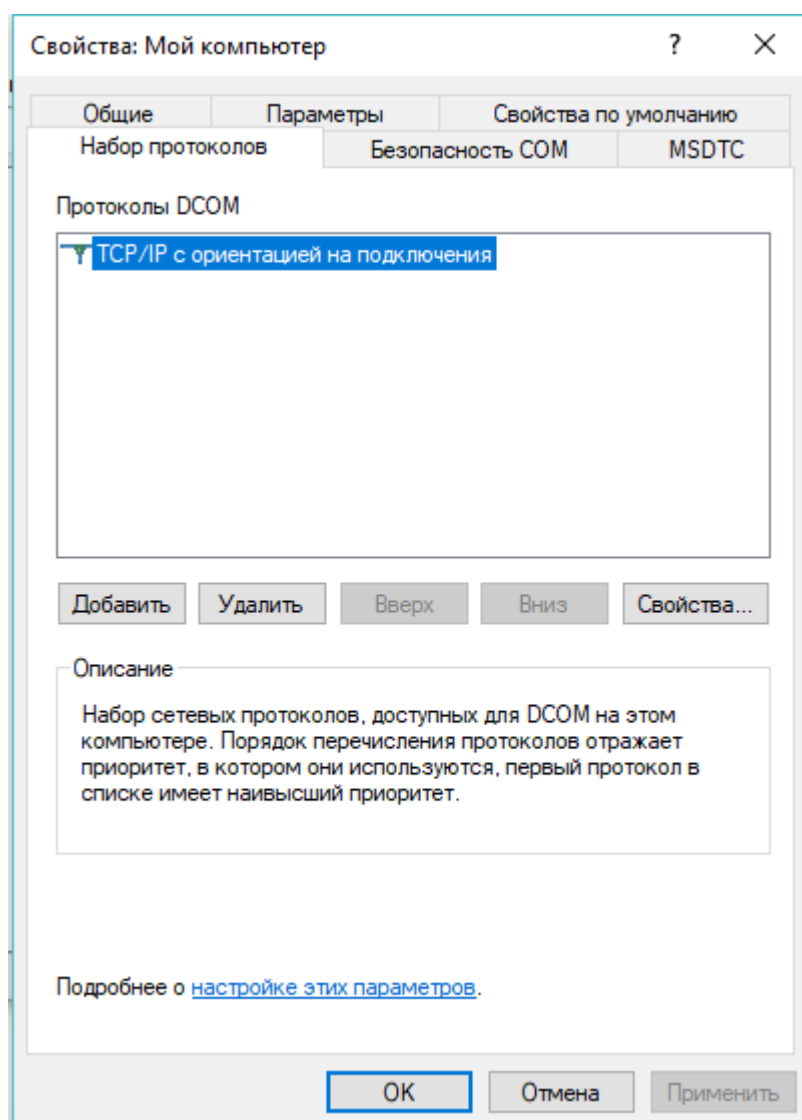 Свойства: Мой компьютер
Общие Параметры Свойства по умолчанию
Набор протоколов Безопасность COM MSDTC
Протоколы DCOM
TCP/IP с ориентацией на подключения
Добавить Удалить Вверх Вниз Свойства...
Описание
Набор сетевых протоколов, доступных для DCOM на этом
компьютере. Порядок перечисления протоколов отражает
приоритет, в котором они используются, первый протокол в
списке имеет наивысший приоритет.
Подробнее о настройке этих параметров.
OK Отмена Применить